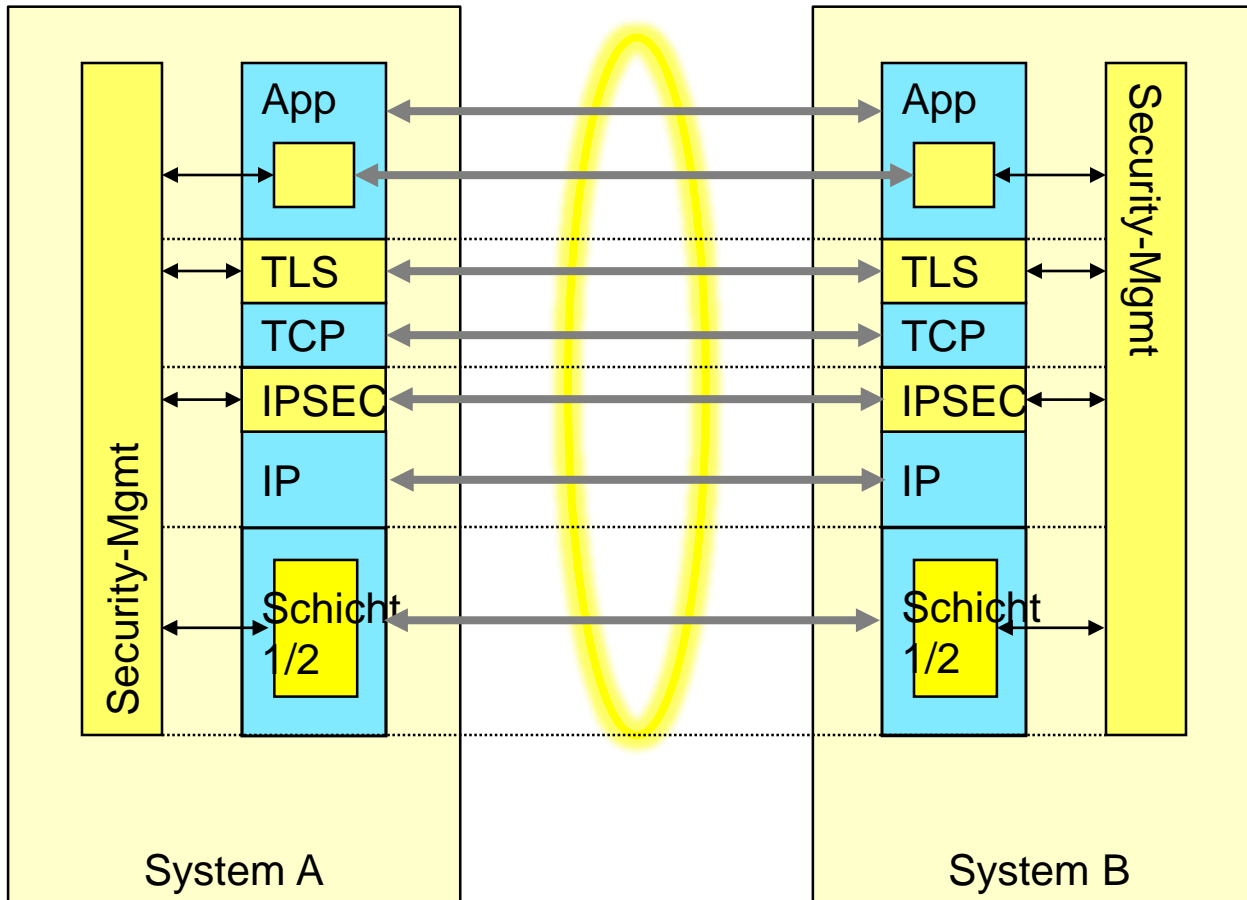 App
TLS
TCP
IPSEC
IP
Schicht
1/2
Security-Mgmt
System A
App
TLS
TCP
IPSEC
IP
Schicht
1/2
Security-Mgmt
System B